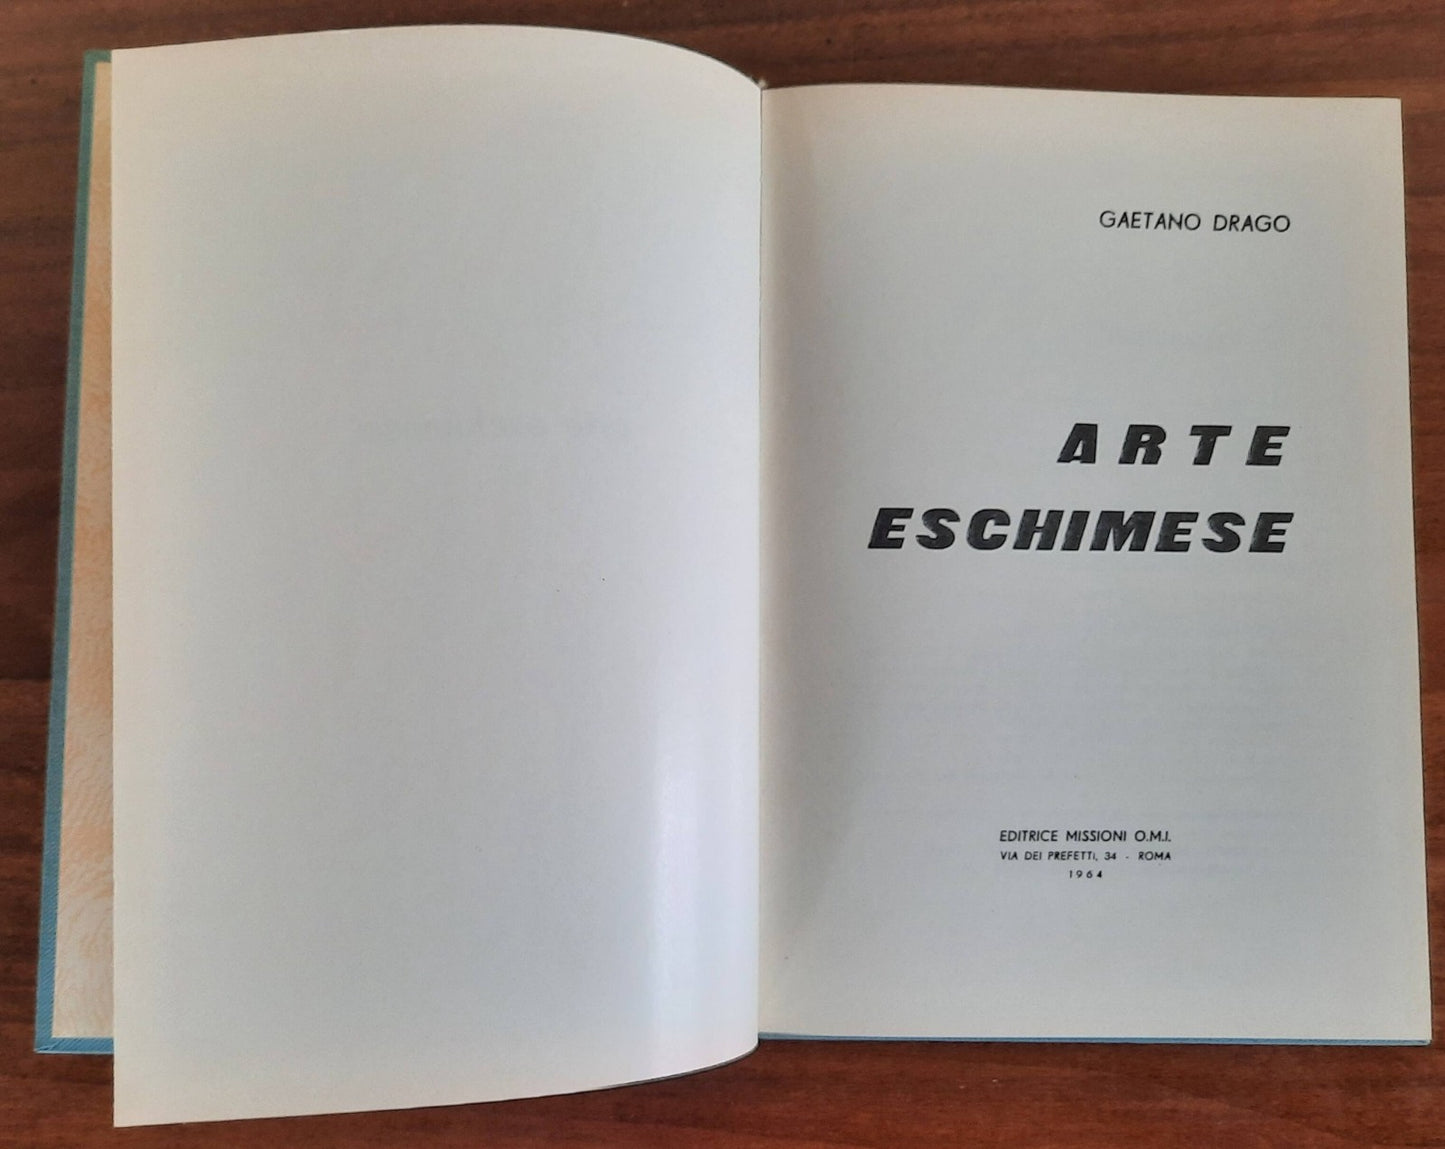 GAETANO DRAGO
ARTE
ESCHIMESE
EDITRICE MISSIONI O.M.I.
VIA DEI PREFETTI, 34 - ROMA
1964